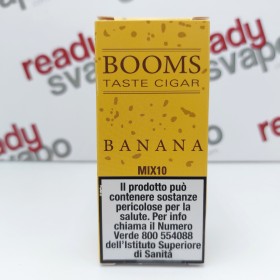 ready
svapo
ready
svapo
BOOMS
TASTE CIGAR
BANANA
MIX10
Il prodotto può
contenere sostanze
pericolose per la
salute. Per info
chiama il Numero
Verde 800 554088
dell'Istituto Superiore
di Sanità